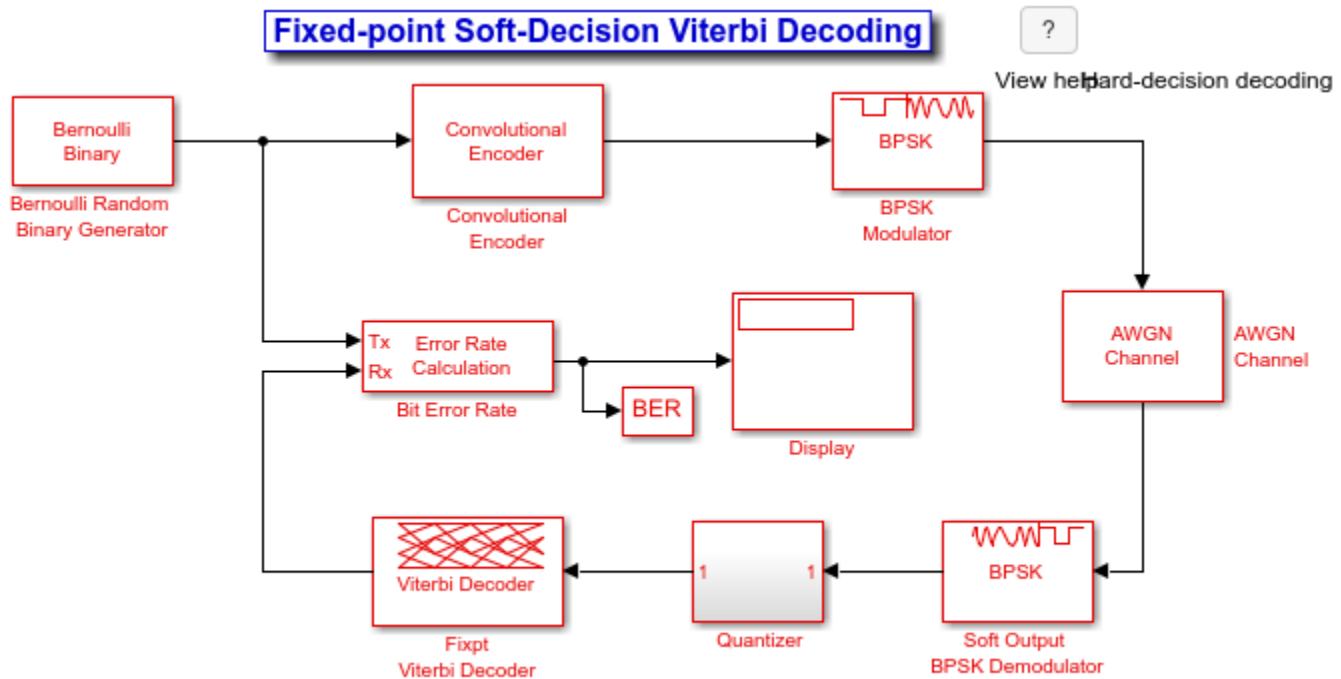 Fixed-point Soft-Decision Viterbi Decoding
?
View help
Hard-decision decoding
Bernoulli
Binary
Bernoulli Random
Binary Generator
Convolutional
Encoder
Convolutional
Encoder
BPSK
BPSK
Modulator
AWGN
Channel
AWGN
Channel
Tx
Rx
Error Rate
Calculation
Bit Error Rate
BER
Display
Viterbi Decoder
Fixpt
Viterbi Decoder
1
1
Quantizer
BPSK
Soft Output
BPSK Demodulator